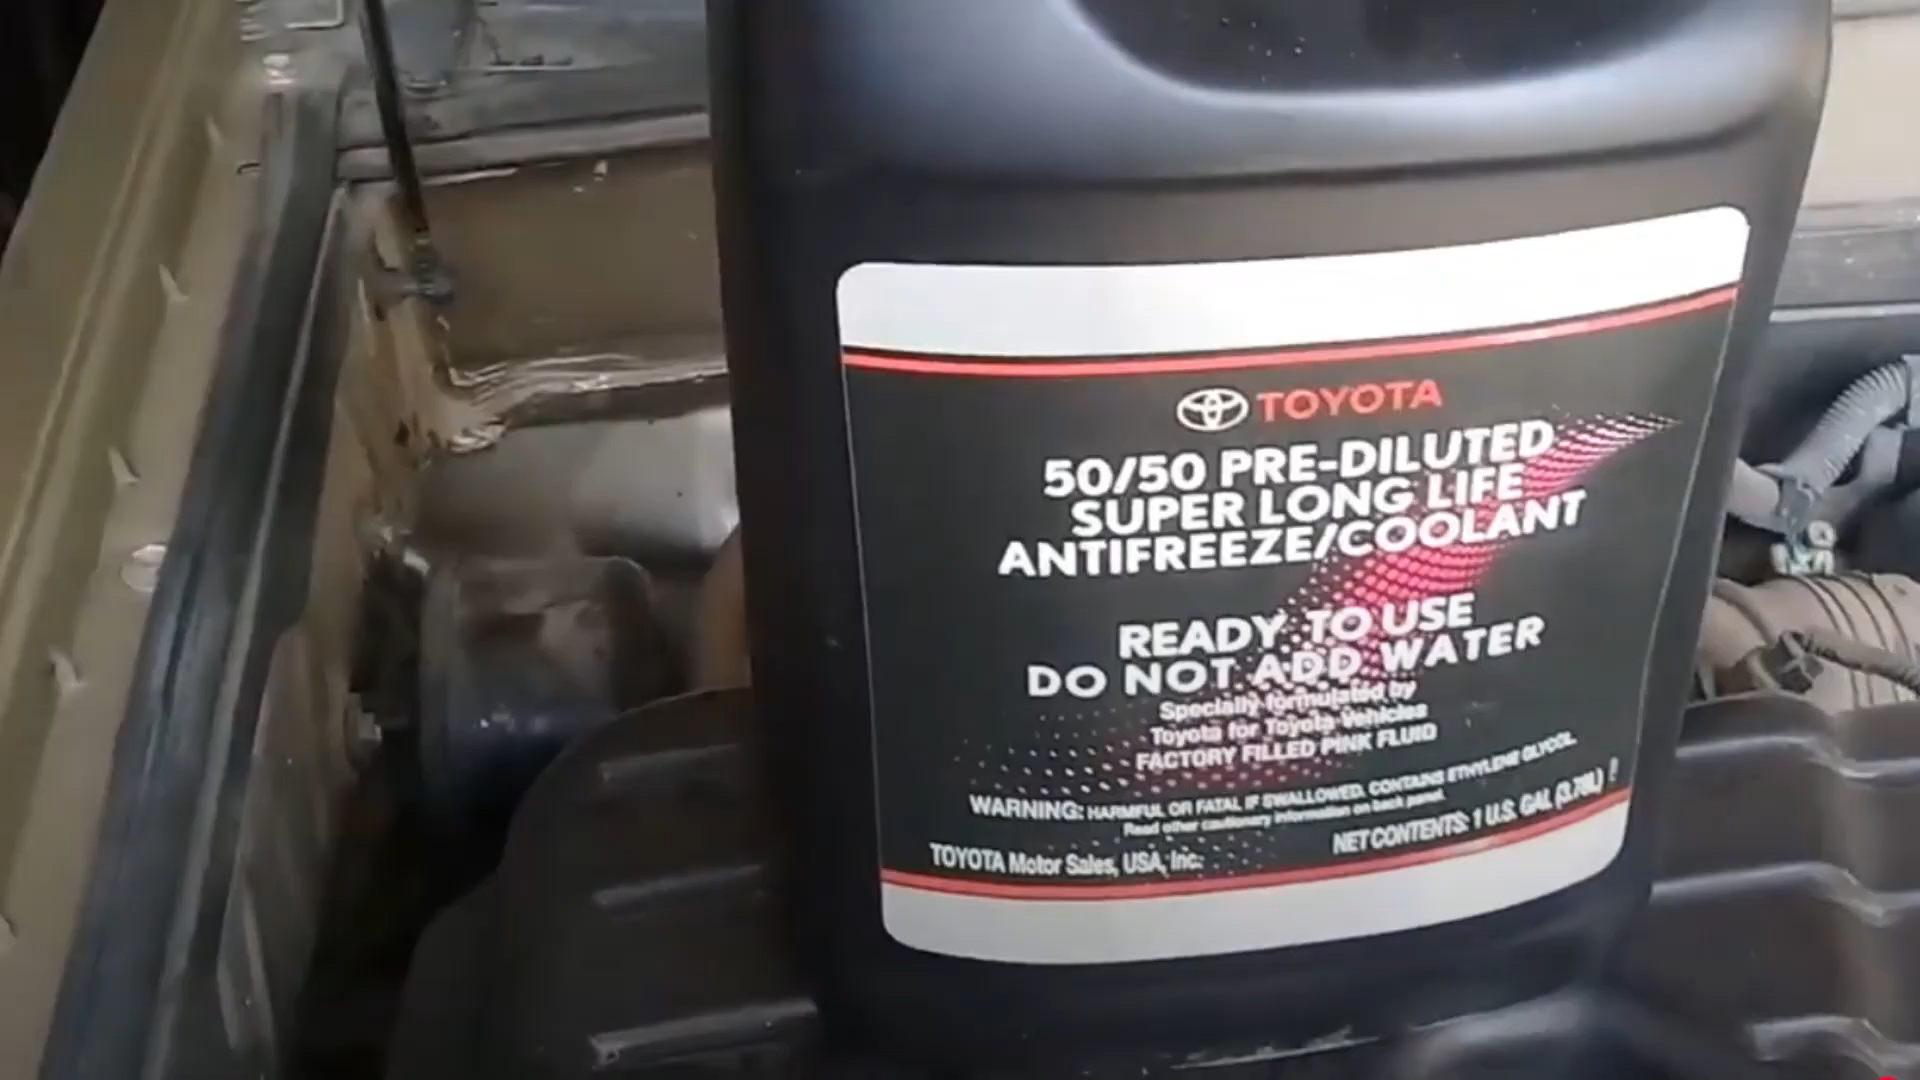 TOYOTA
50/50 PRE-DILUTED
SUPER LONG LIFE
ANTIFREEZE/COOLANT
READY TO USE
DO NOT ADD WATER
Specially formulated by
Toyota for Toyota Vehicles
FACTORY FILLED PINK FLUID
WARNING: HARMFUL OR FATAL IF SWALLOWED. CONTAINS ETHYLENE GLYCOL.
Read other cautionary information on back panel.
NET CONTENTS: 1 U.S. GAL (3.78L)
TOYOTA Motor Sales, USA, Inc.